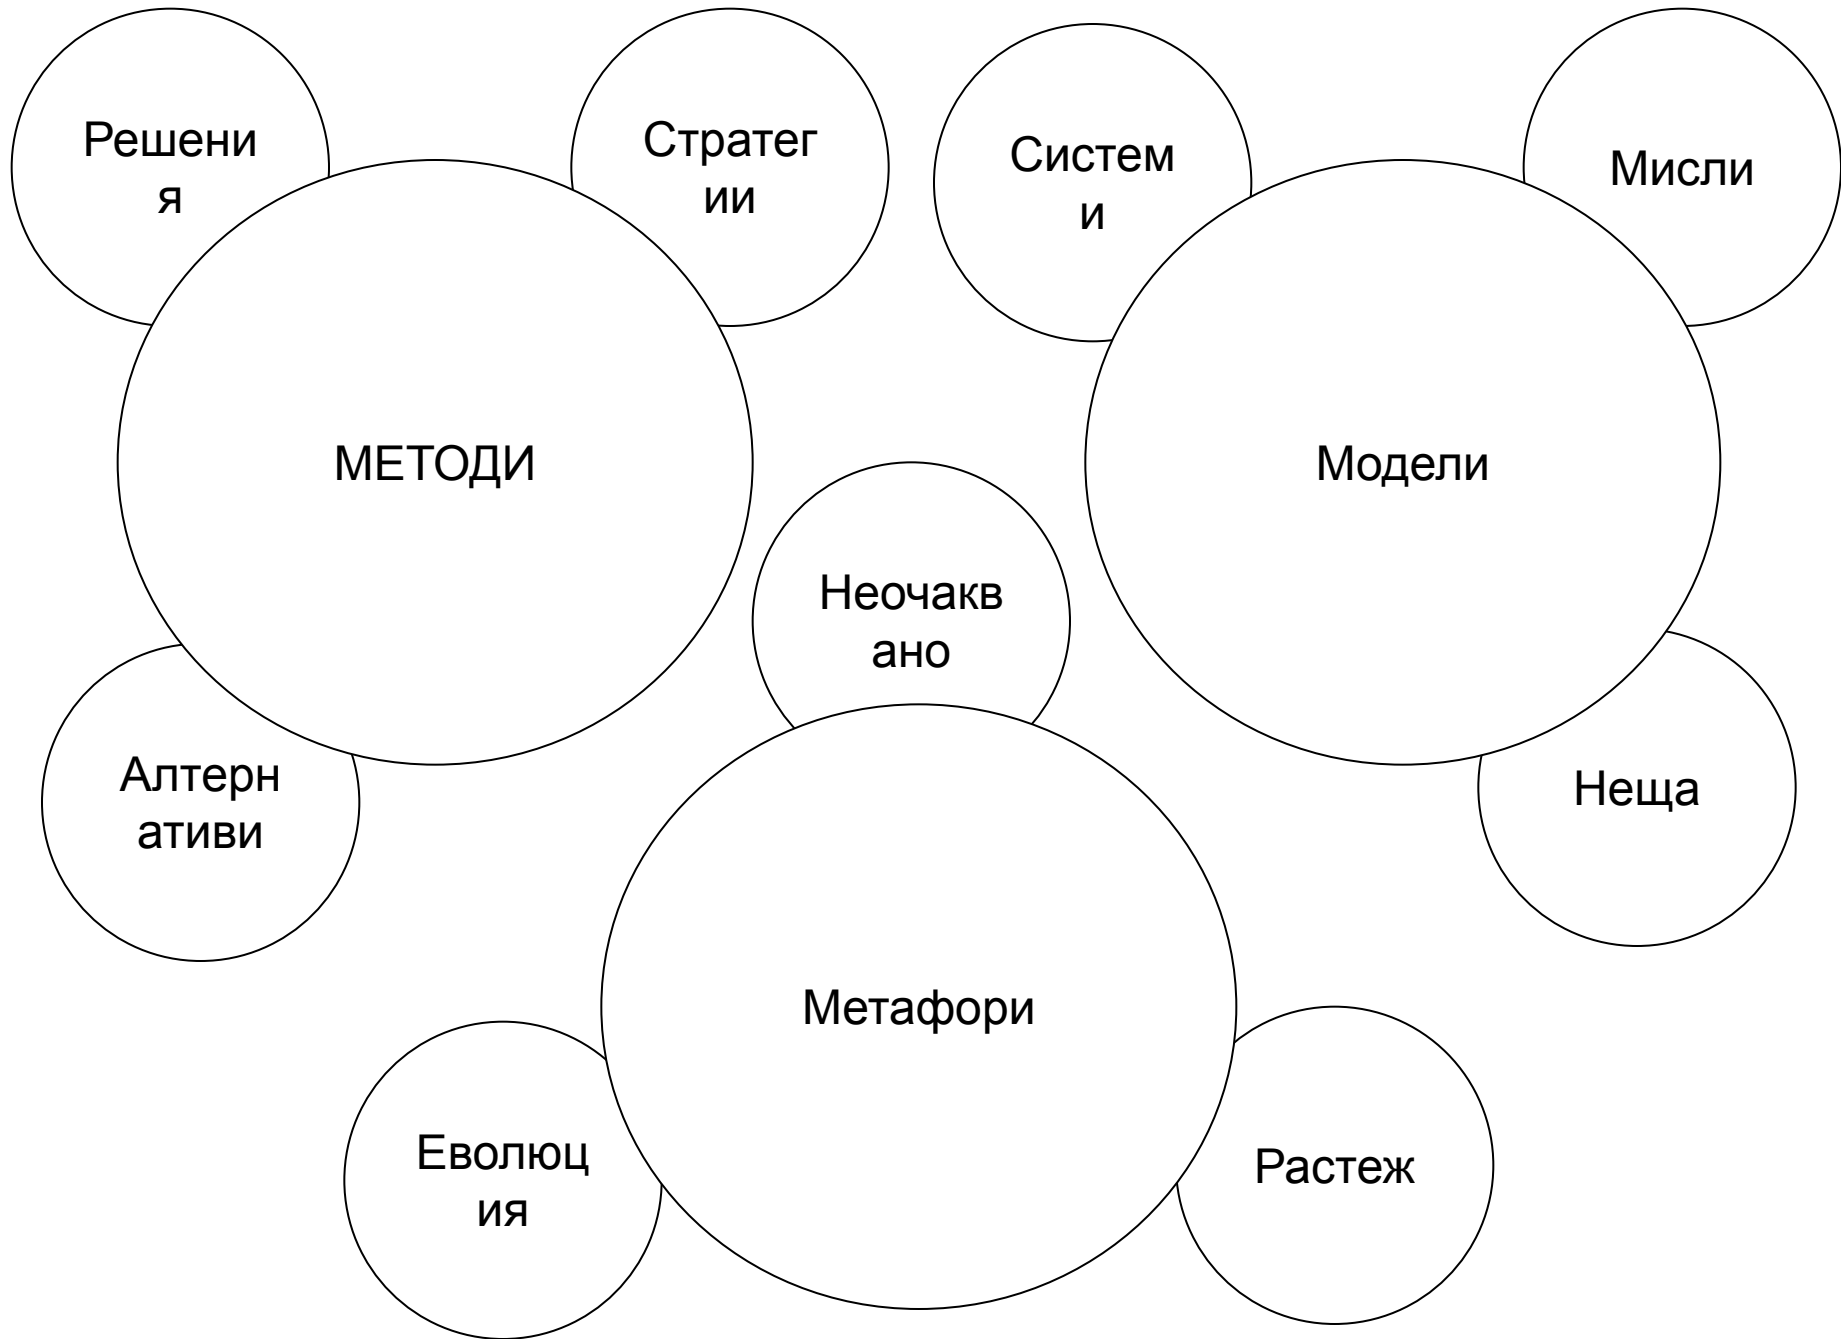 Решени
я
Стратег
ии
Систем
и
Мисли
МЕТОДИ
Модели
Неочакв
ано
Алтерн
ативи
Неща
Метафори
Еволюц
ия
Растеж